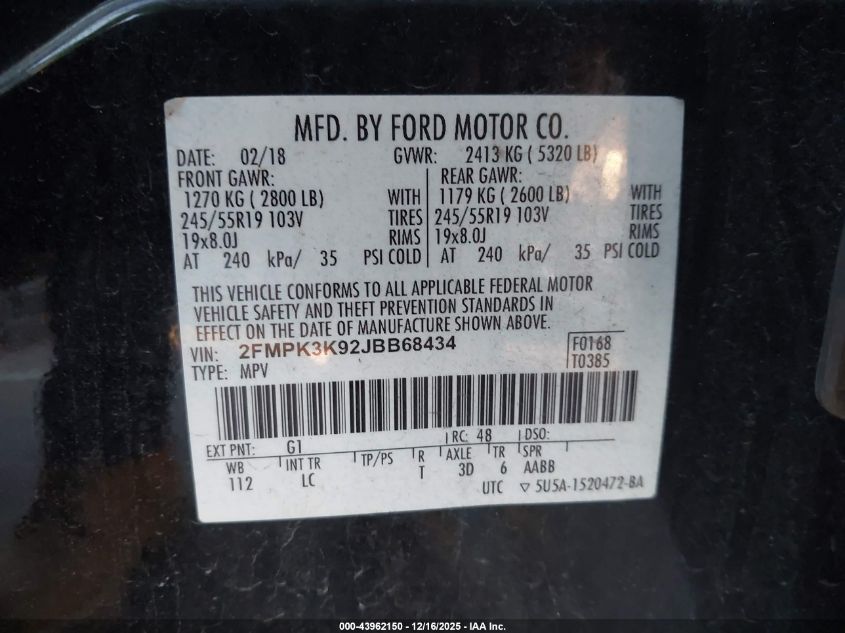 MFD. BY FORD MOTOR CO.
DATE: 02/18 GVWR: 2413 KG ( 5320 LB)
FRONT GAWR: REAR GAWR:
1270 KG ( 2800 LB) WITH 1179 KG ( 2600 LB) WITH
245/55R19 103V TIRES 245/55R19 103V TIRES
19x8.0J RIMS 19x8.0J RIMS
AT 240 kPa/ 35 PSI COLD AT 240 kPa/ 35 PSI COLD
THIS VEHICLE CONFORMS TO ALL APPLICABLE FEDERAL MOTOR
VEHICLE SAFETY AND THEFT PREVENTION STANDARDS IN
EFFECT ON THE DATE OF MANUFACTURE SHOWN ABOVE.
VIN: 2FMPK3K92JBB68434 F0168
TYPE: MPV T0385
EXT PNT: G1 RC: 48 DSO:
WB INT TR TP/PS R AXLE TR SPR
112 LC T 3D 6 AABB
UTC ▽ 5U5A-1520472-BA
000-43962150 - 12/16/2025 - IAA Inc.